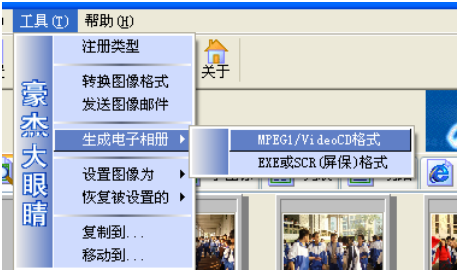 工具(T) 帮助(H)
注册类型
关于
转换图像格式
发送图像邮件
生成电子相册
MPEG1/VideoCD格式
EXE或SCR(屏保)格式
设置图像为
恢复被设置的
复制到...
移动到...
豪杰大眼睛